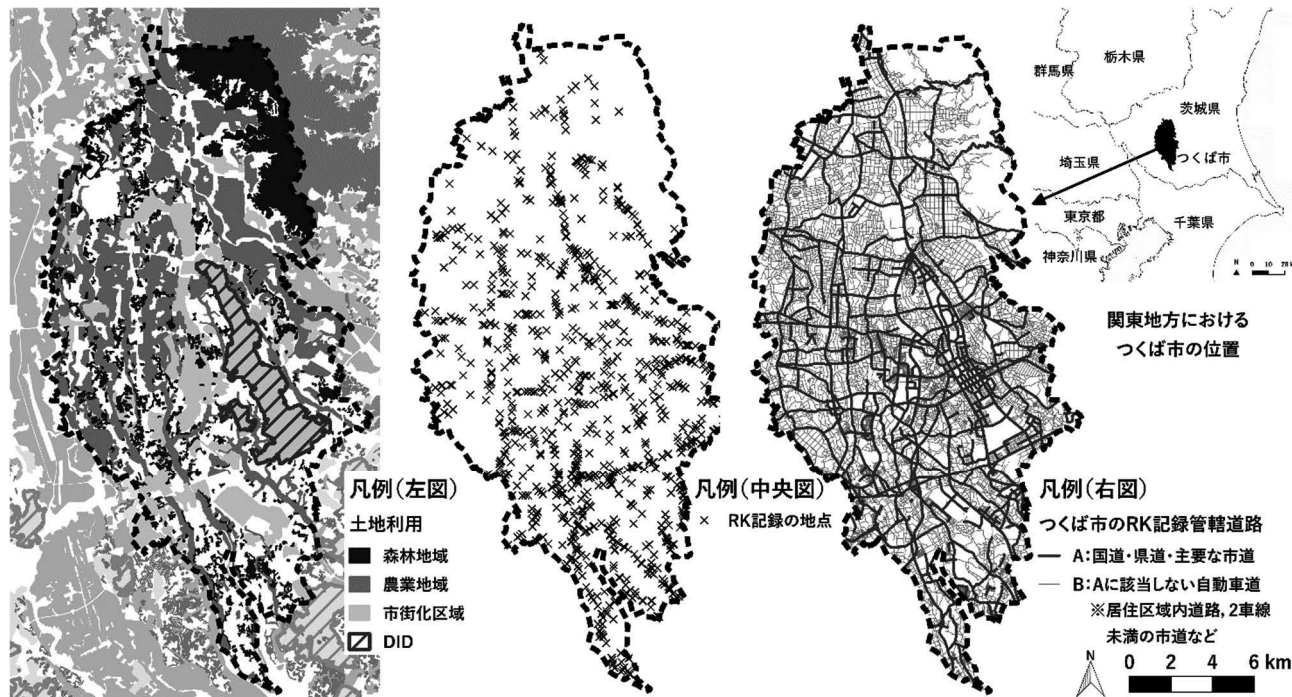 栃木県
群馬県
茨城県
埼玉県
つくば市
東京都
千葉県
神奈川県
N
0 10 20
関東地方における
つくば市の位置
凡例(左図)
土地利用
森林地域
農業地域
市街化区域
DID
凡例(中央図)
× RK記録の地点
凡例(右図)
つくば市のRK記録管轄道路
A:国道・県道・主要な市道
B:Aに該当しない自動車道
※居住区域内道路,2車線
未満の市道など
N
0 2 4 6 km